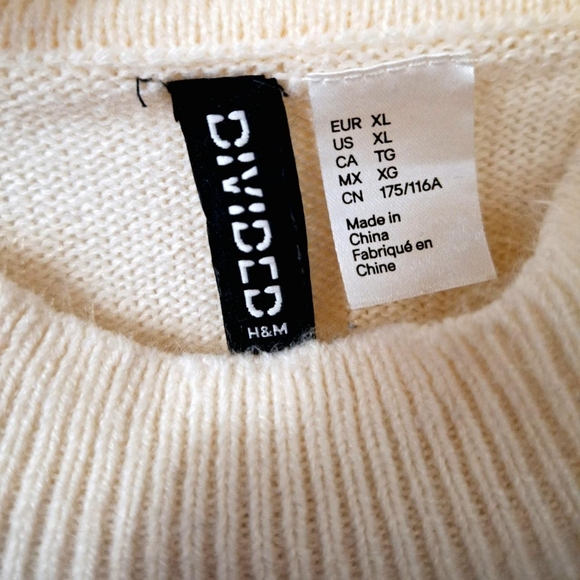 DIVIDED
H&M
EUR XL
US XL
CA TG
MX XG
CN 175/116A
Made in
China
Fabriqué en
Chine